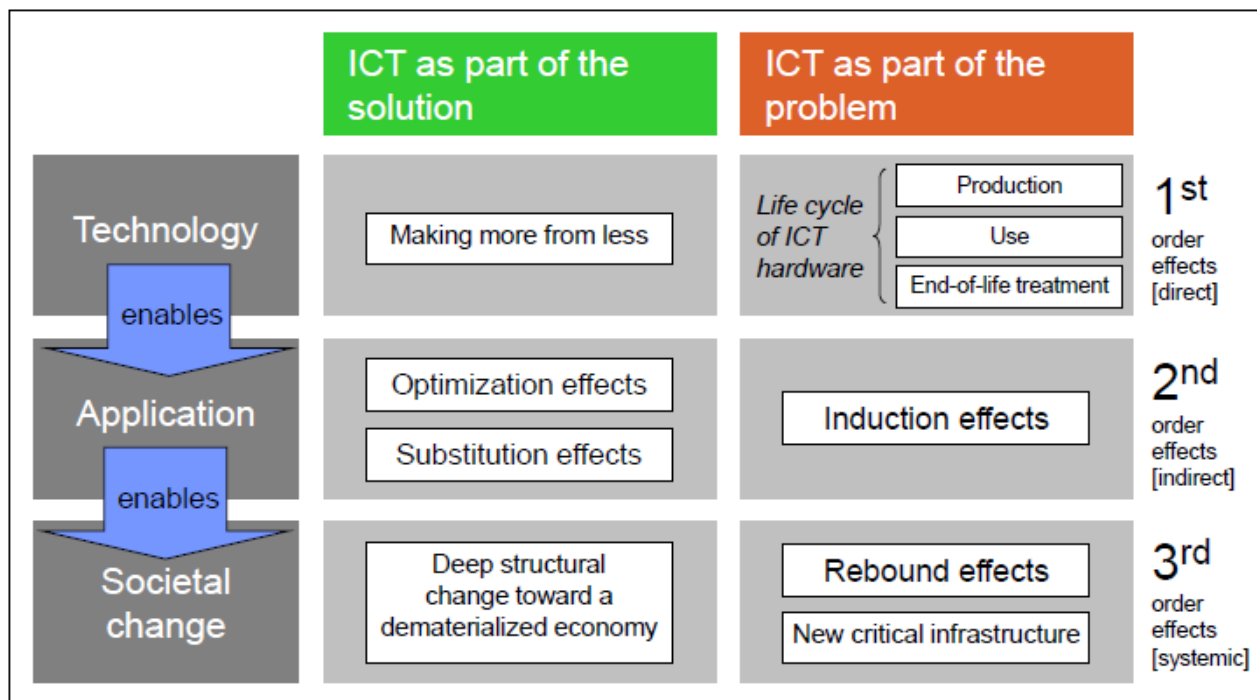 ICT as part of the
solution
ICT as part of the
problem
Technology
Making more from less
Life cycle
of ICT
hardware
Production
Use
End-of-life treatment
1st
order
effects
[direct]
enables
Application
Optimization effects
Substitution effects
Induction effects
2nd
order
effects
[indirect]
enables
Societal
change
Deep structural
change toward a
dematerialized economy
Rebound effects
New critical infrastructure
3rd
order
effects
[systemic]